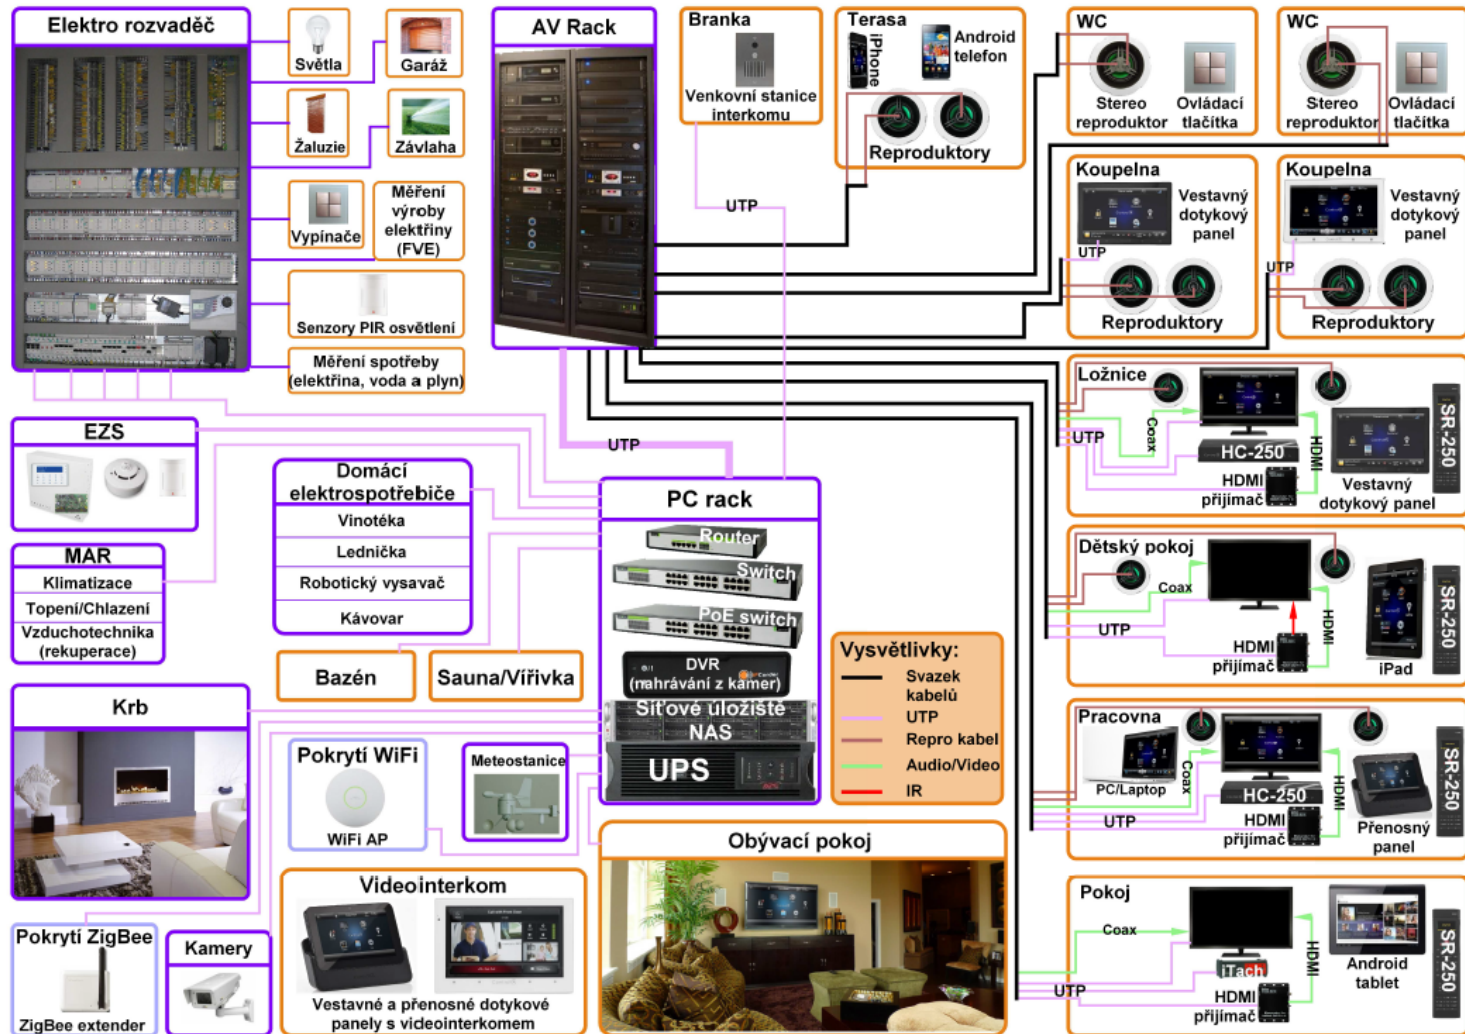 Elektro rozvaděč
Světla
Garáž
Žaluzie
Závlaha
Vypínače
Měření
výroby
elektřiny
(FVE)
Senzory PIR osvětlení
Měření spotřeby
(elektřina, voda a plyn)
AV Rack
Branka
Venkovní stanice
interkomu
UTP
Terasa
iPhone
Android
telefon
Reproduktory
WC
Stereo
reproduktor
Ovládací
tlačítka
WC
Stereo
reproduktor
Ovládací
tlačítka
Koupelna
Vestavný
dotykový
panel
UTP
Reproduktory
Koupelna
Vestavný
dotykový
panel
UTP
Reproduktory
Ložnice
Coax
UTP
HC-250
HDMI
HDMI
přijímač
Vestavný
dotykový panel
SR-250
EZS
MAR
Klimatizace
Topení/Chlazení
Vzduchotechnika
(rekuperace)
Domácí
elektrospotřebiče
Vinotéka
Lednička
Robotický vysavač
Kávovar
Bazén
Sauna/Vířivka
UTP
PC rack
Router
Switch
PoE switch
DVR
(nahrávání z kamer)
Síťové úložiště
NAS
UPS
Dětský pokoj
Coax
UTP
HDMI
HDMI
přijímač
iPad
SR-250
Vysvětlivky:
Svazek
kabelů
UTP
Repro kabel
Audio/Video
IR
Pracovna
PC/Laptop
Coax
UTP
HC-250
HDMI
HDMI
přijímač
Přenosný
panel
SR-250
Krb
Pokrytí WiFi
WiFi AP
Meteostanice
Obývací pokoj
Videointerkom
Vestavné a přenosné dotykové
panely s videointerkomem
Pokrytí ZigBee
ZigBee extender
Kamery
Pokoj
Coax
UTP
iTach
HDMI
HDMI
přijímač
Android
tablet
SR-250